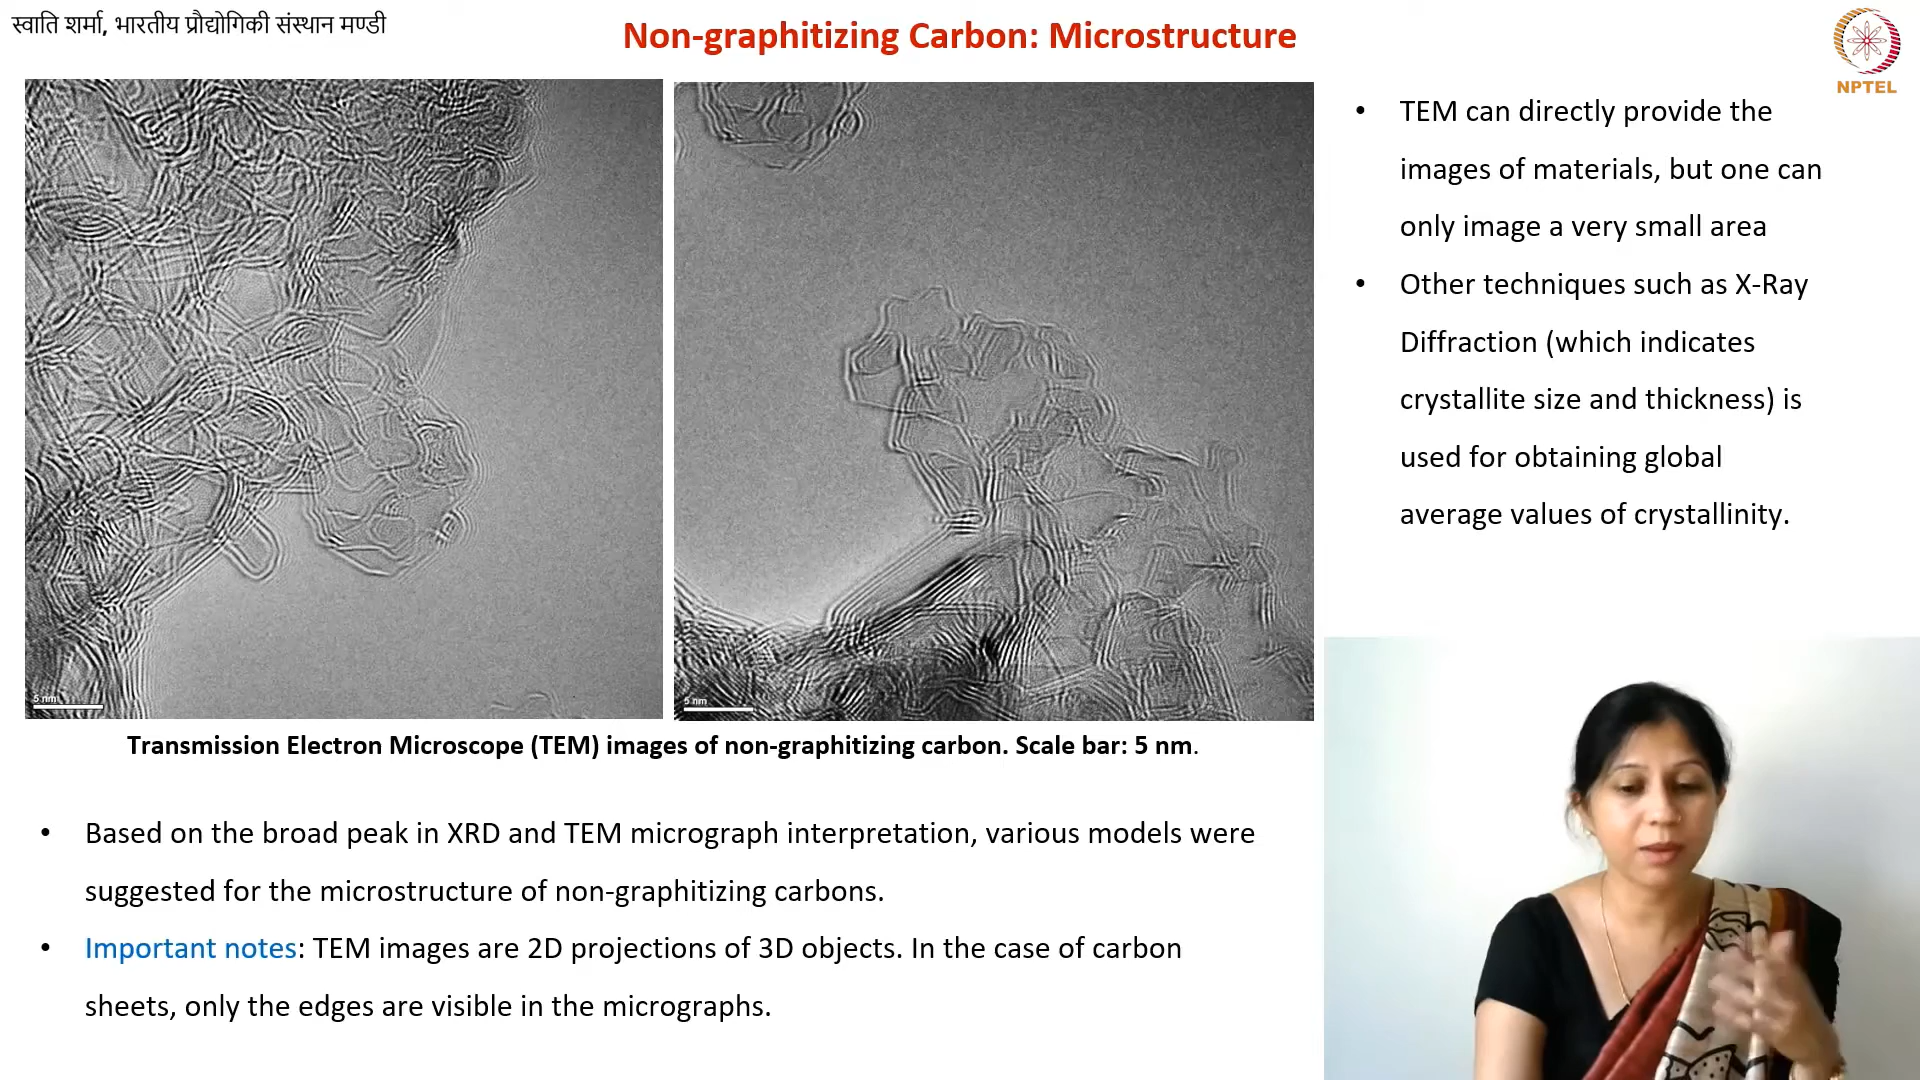 स्वाति शर्मा, भारतीय प्रौद्योगिकी संस्थान मण्डी
Non-graphitizing Carbon: Microstructure
NPTEL
• TEM can directly provide the
images of materials, but one can
only image a very small area
• Other techniques such as X-Ray
Diffraction (which indicates
crystallite size and thickness) is
used for obtaining global
average values of crystallinity.
5 nm
5 nm
Transmission Electron Microscope (TEM) images of non-graphitizing carbon. Scale bar: 5 nm.
• Based on the broad peak in XRD and TEM micrograph interpretation, various models were
suggested for the microstructure of non-graphitizing carbons.
• Important notes: TEM images are 2D projections of 3D objects. In the case of carbon
sheets, only the edges are visible in the micrographs.